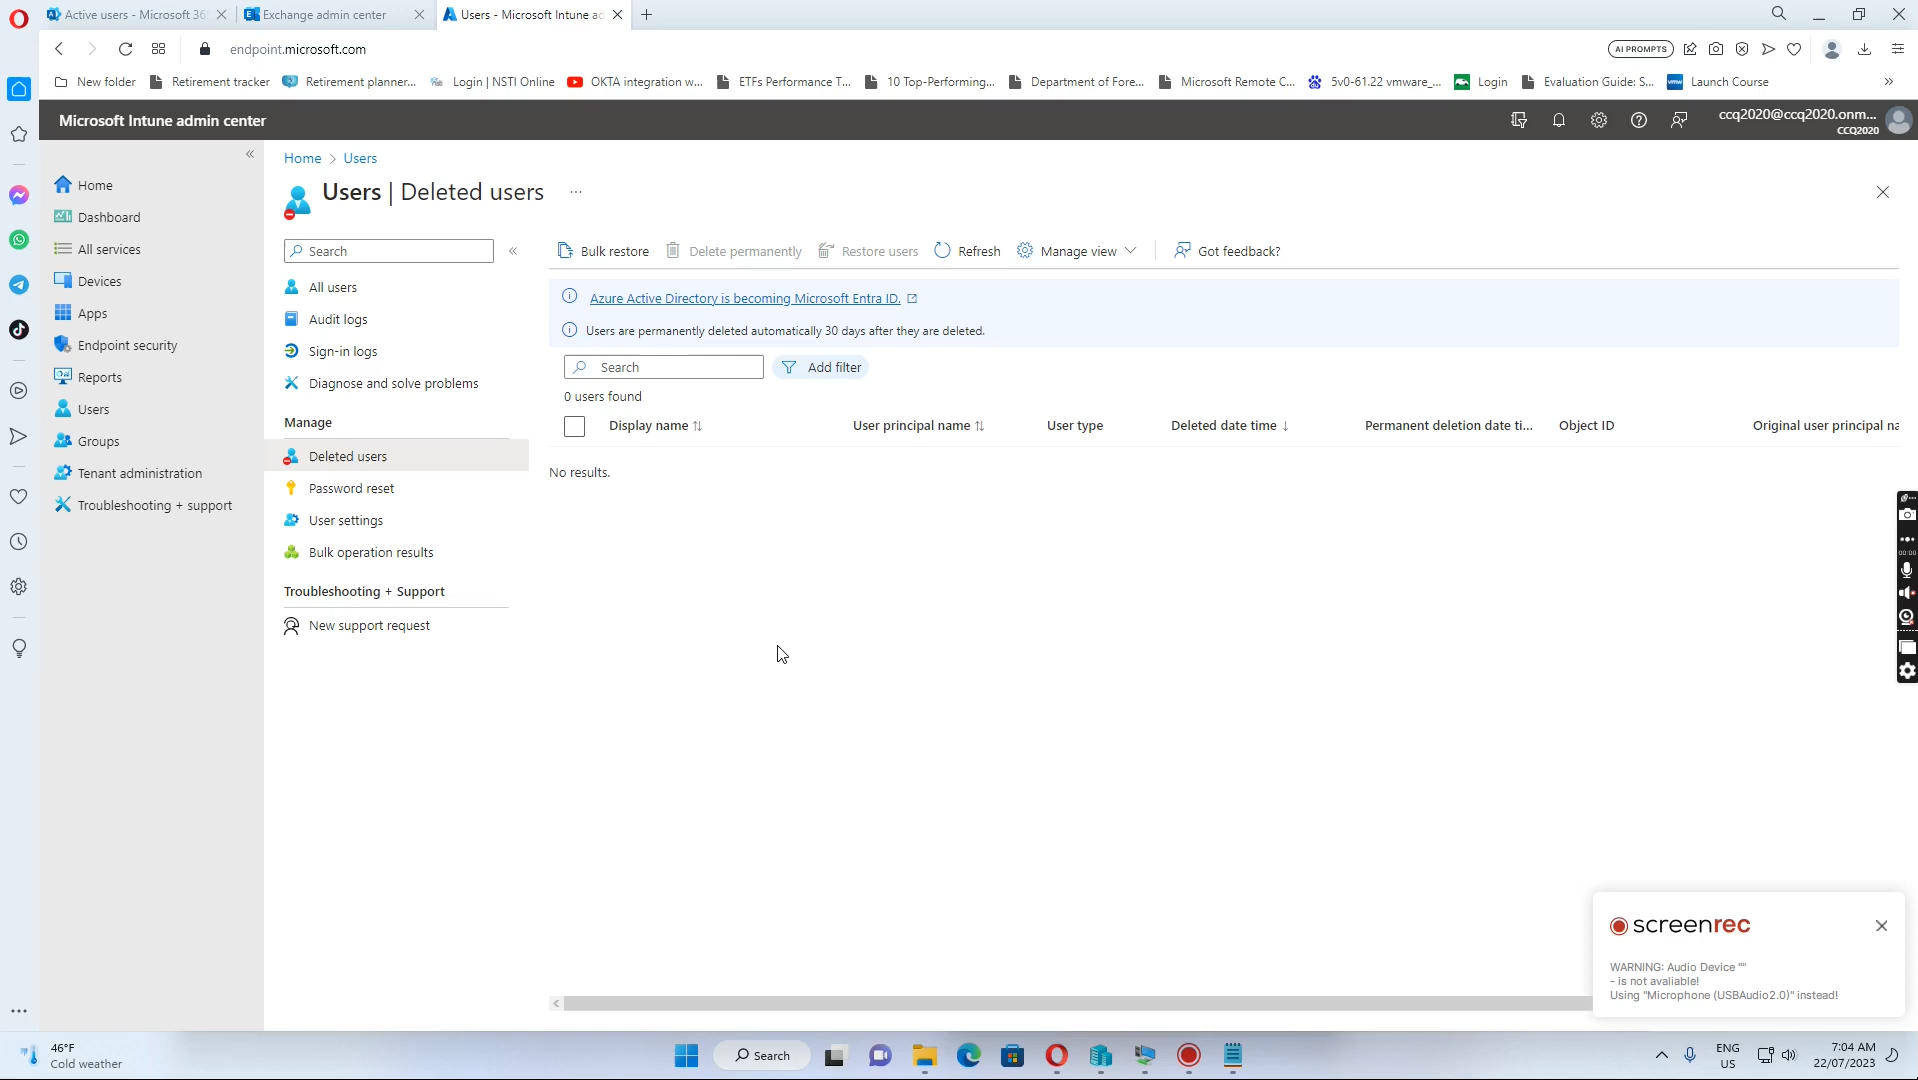 Active users - Microsoft 36
Exchange admin center
Users - Microsoft Intune ad
endpoint.microsoft.com
AI PROMPTS
New folder
Retirement tracker
Retirement planner...
Login | NSTI Online
OKTA integration w...
ETFs Performance T...
10 Top-Performing...
Department of Fore...
Microsoft Remote C...
5v0-61.22 vmware_...
Login
Evaluation Guide: S...
Launch Course
Microsoft Intune admin center
ccq2020@ccq2020.onm...
CCQ2020
Home
Dashboard
All services
Devices
Apps
Endpoint security
Reports
Users
Groups
Tenant administration
Troubleshooting + support
Home > Users
Users | Deleted users
Search
All users
Audit logs
Sign-in logs
Diagnose and solve problems
Manage
Deleted users
Password reset
User settings
Bulk operation results
Troubleshooting + Support
New support request
Bulk restore
Delete permanently
Restore users
Refresh
Manage view
Got feedback?
Azure Active Directory is becoming Microsoft Entra ID.
Users are permanently deleted automatically 30 days after they are deleted.
Search
Add filter
0 users found
Display name
User principal name
User type
Deleted date time
Permanent deletion date ti...
Object ID
Original user principal na
No results.
00:00
screenrec
WARNING: Audio Device ""
- is not avaliable!
Using "Microphone (USBAudio2.0)" instead!
46°F
Cold weather
Search
ENG
US
7:04 AM
22/07/2023